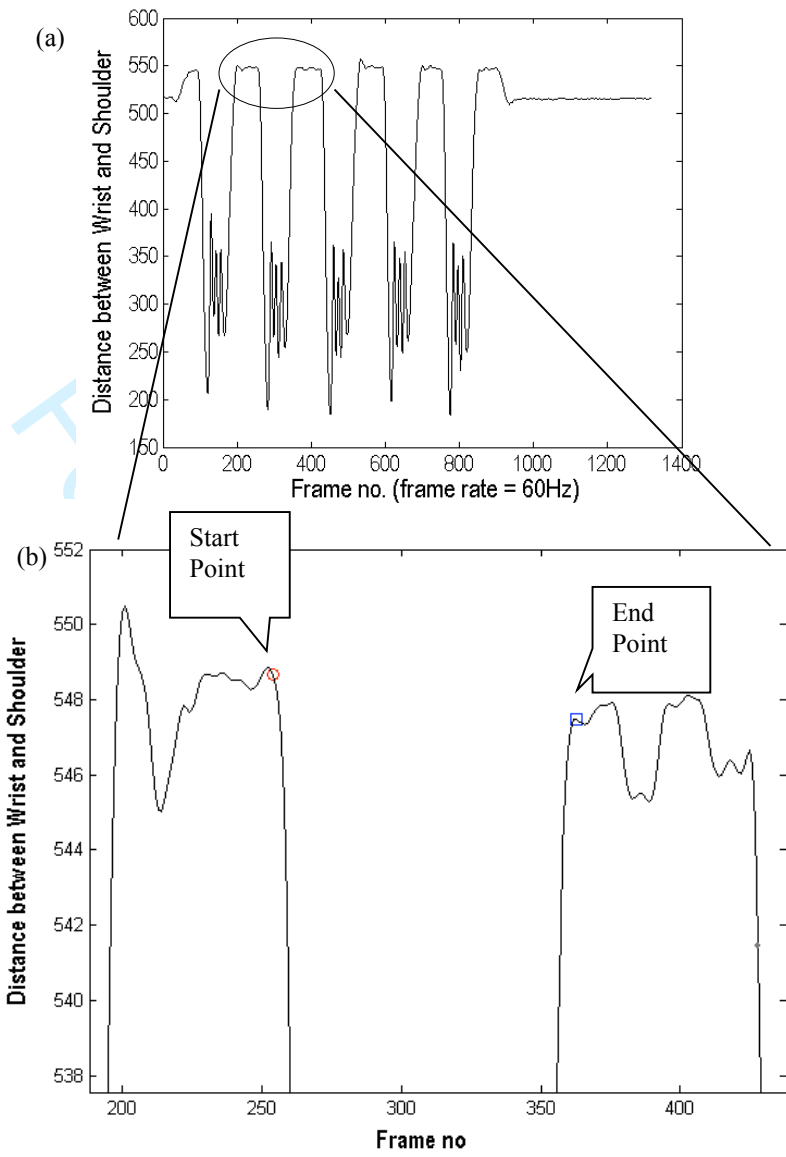 (a)
600
550
500
450
400
350
300
250
200
150
Distance between Wrist and Shoulder
0 200 400 600 800 1000 1200 1400
Frame no. (frame rate = 60Hz)
(b)
Start
Point
End
Point
552
550
548
546
544
542
540
538
Distance between Wrist and Shoulder
200 250 300 350 400
Frame no